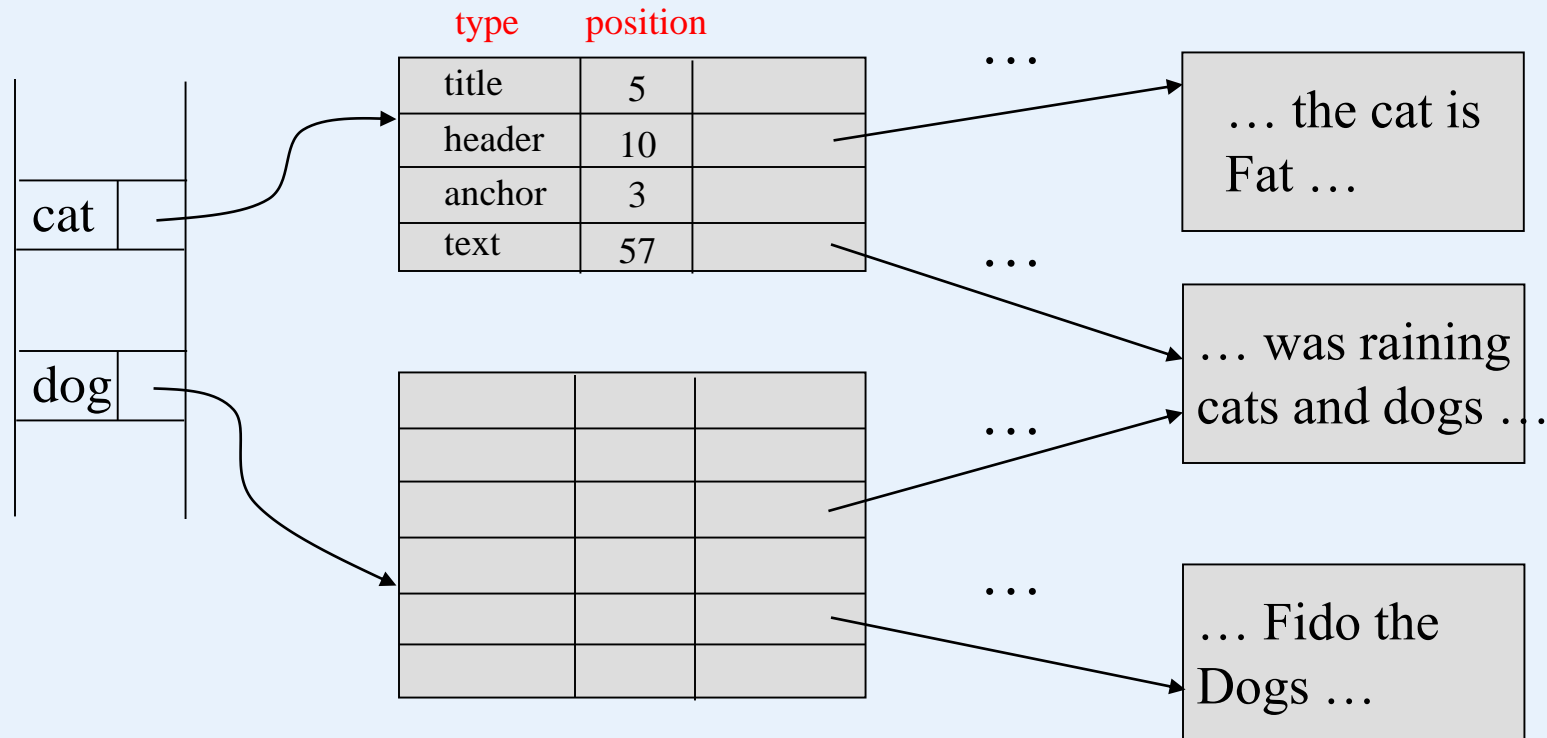 type position
…
title 5
header 10
anchor 3
text 57
cat
dog
… the cat is
Fat …
…
… was raining
cats and dogs …
…
…
… Fido the
Dogs …